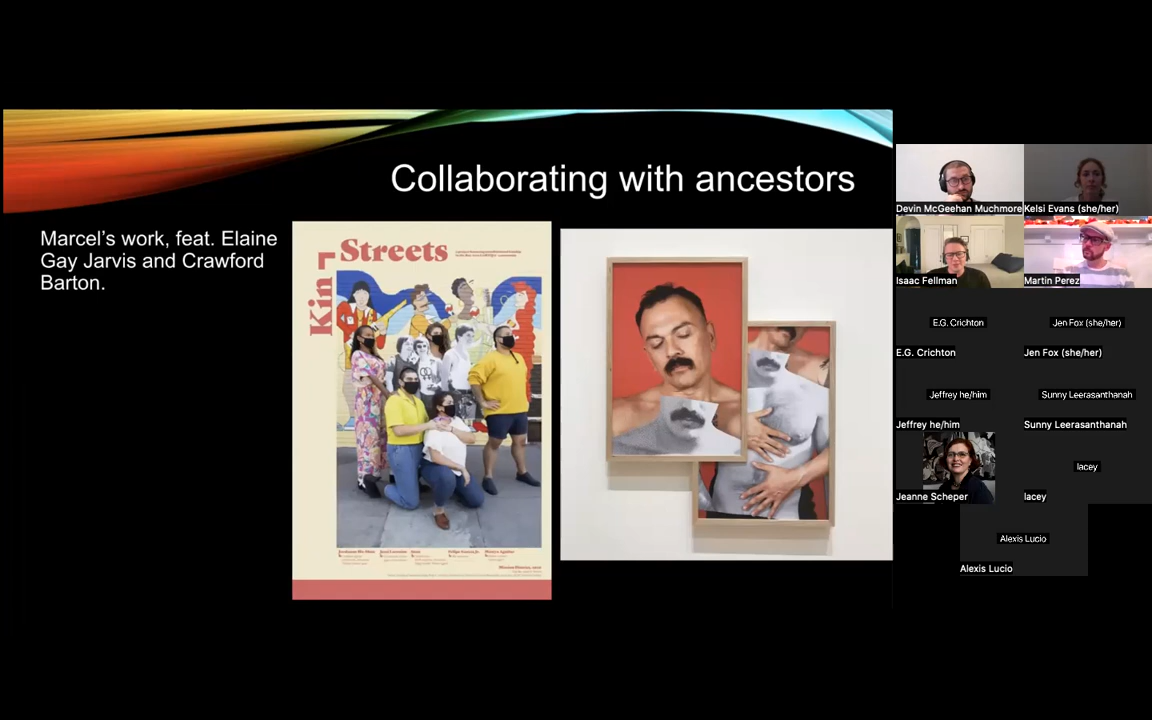 Collaborating with ancestors
Marcel's work, feat. Elaine
Gay Jarvis and Crawford
Barton.
Kin
Streets
Devin McGeehan Muchmore
Kelsi Evans (she/her)
Isaac Fellman
Martin Perez
E.G. Crichton
Jen Fox (she/her)
E.G. Crichton
Jen Fox (she/her)
Jeffrey he/him
Sunny Leerasanthanah
Jeffrey he/him
Sunny Leerasanthanah
lacey
Jeanne Scheper
lacey
Alexis Lucio
Alexis Lucio